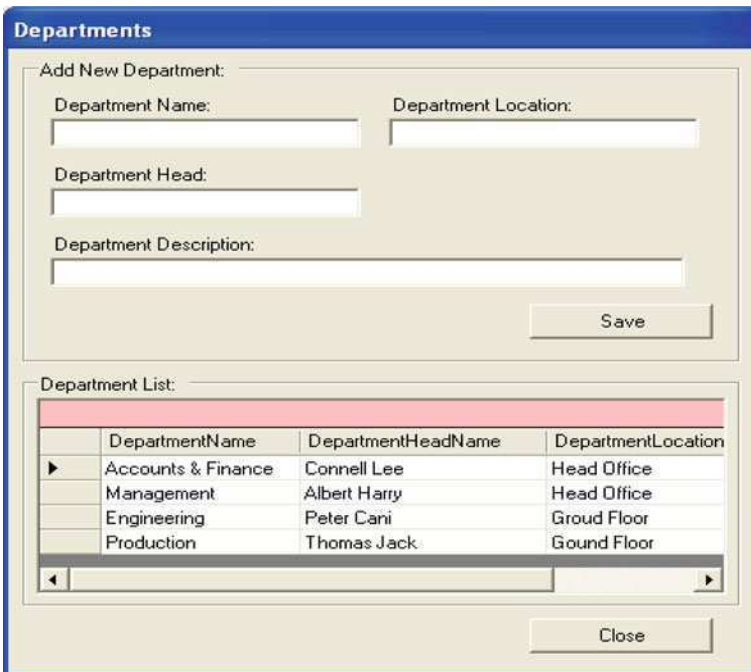 Departments
Add New Department:
Department Name: Department Location:
Department Head:
Department Description:
Save
Department List:
DepartmentName DepartmentHeadName DepartmentLocation
Accounts & Finance Connell Lee Head Office
Management Albert Harry Head Office
Engineering Peter Cani Groud Floor
Production Thomas Jack Gound Floor
Close